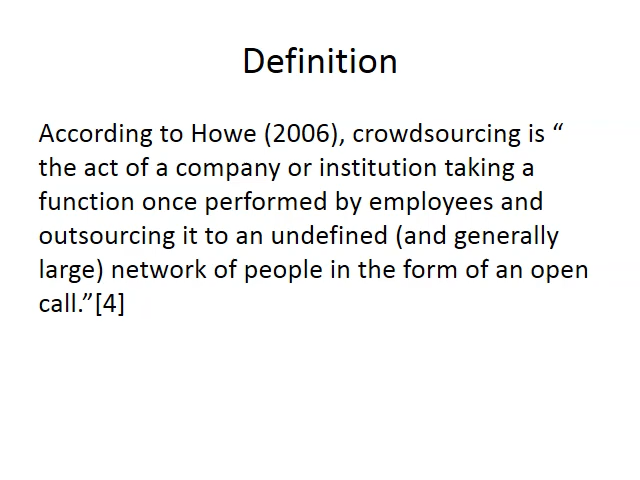 Definition
According to Howe (2006), crowdsourcing is “
the act of a company or institution taking a
function once performed by employees and
outsourcing it to an undefined (and generally
large) network of people in the form of an open
call.”[4]